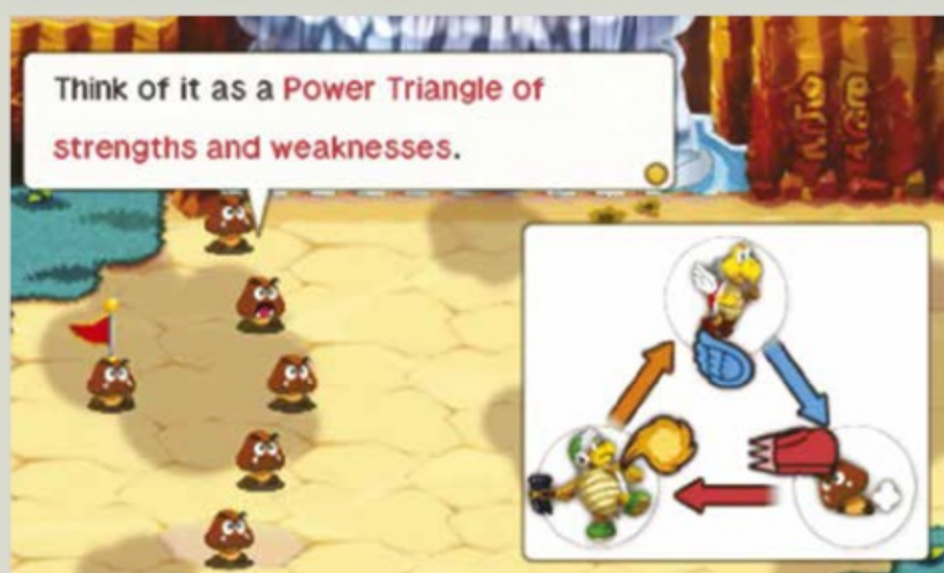 Think of it as a Power Triangle of
strengths and weaknesses.